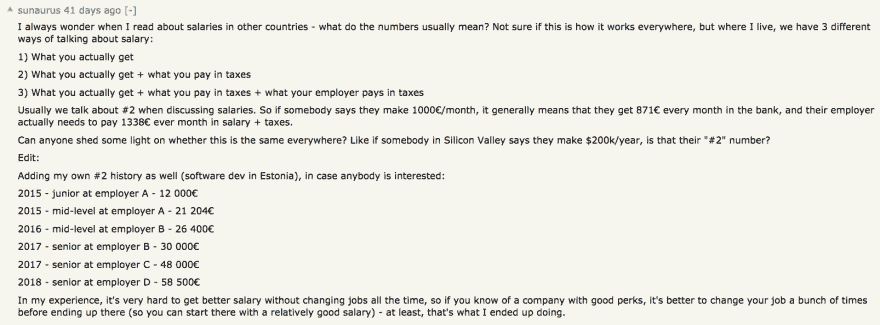 sunaurus 41 days ago [-]
I always wonder when I read about salaries in other countries - what do the numbers usually mean? Not sure if this is how it works everywhere, but where I live, we have 3 different
ways of talking about salary:
1) What you actually get
2) What you actually get + what you pay in taxes
3) What you actually get + what you pay in taxes + what your employer pays in taxes
Usually we talk about #2 when discussing salaries. So if somebody says they make 1000€/month, it generally means that they get 871€ every month in the bank, and their employer
actually needs to pay 1338€ ever month in salary + taxes.
Can anyone shed some light on whether this is the same everywhere? Like if somebody in Silicon Valley says they make $200k/year, is that their "#2" number?
Edit:
Adding my own #2 history as well (software dev in Estonia), in case anybody is interested:
2015 - junior at employer A - 12 000€
2015 - mid-level at employer A - 21 204€
2016 - mid-level at employer B - 26 400€
2017 - senior at employer B - 30 000€
2017 - senior at employer C - 48 000€
2018 - senior at employer D - 58 500€
In my experience, it's very hard to get better salary without changing jobs all the time, so if you know of a company with good perks, it's better to change your job a bunch of times
before ending up there (so you can start there with a relatively good salary) - at least, that's what I ended up doing.